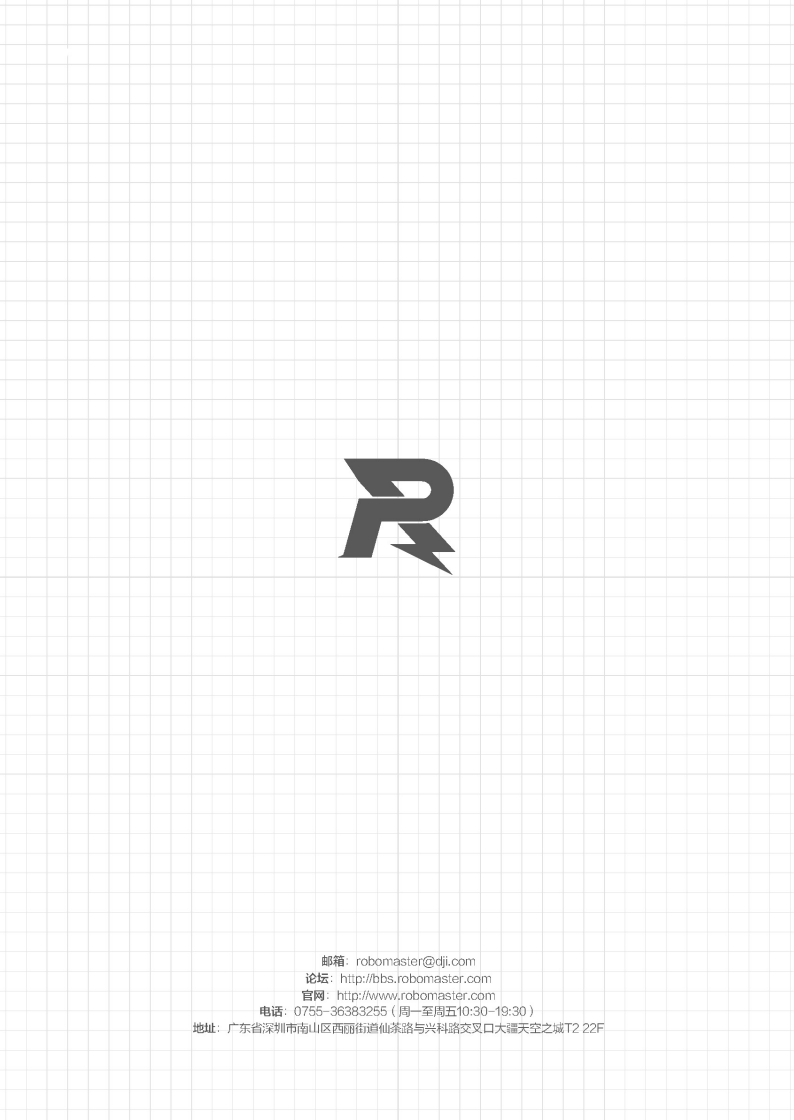 邮箱：robomaster@dji.com
论坛：http://bbs.robomaster.com
官网：http://www.robomaster.com
电话：0755-36383255（周一至周五10:30-19:30）
地址：广东省深圳市南山区西丽街道仙茶路与兴科路交叉口大疆天空之城T2 22F